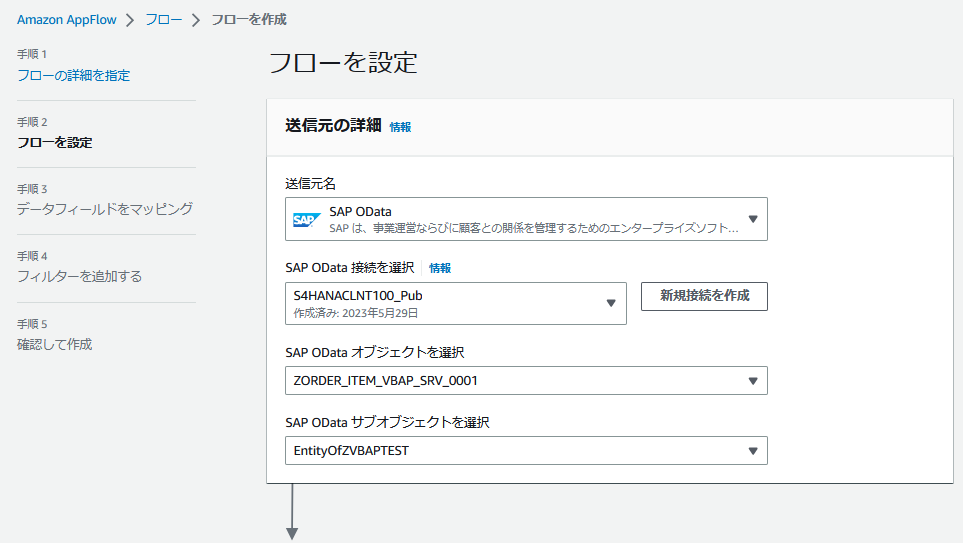 Amazon AppFlow > フロー > フローを作成
手順 1
フローの詳細を指定
手順 2
フローを設定
手順 3
データフィールドをマッピング
手順 4
フィルターを追加する
手順 5
確認して作成
フローを設定
送信元の詳細 情報
送信元名
SAP
SAP OData
SAP は、事業運営ならびに顧客との関係を管理するためのエンタープライズソフト...
SAP OData 接続を選択 情報
S4HANACLNT100_Pub
作成済み: 2023年5月29日
新規接続を作成
SAP OData オブジェクトを選択
ZORDER_ITEM_VBAP_SRV_0001
SAP OData サブオブジェクトを選択
EntityOfZVBAPTEST